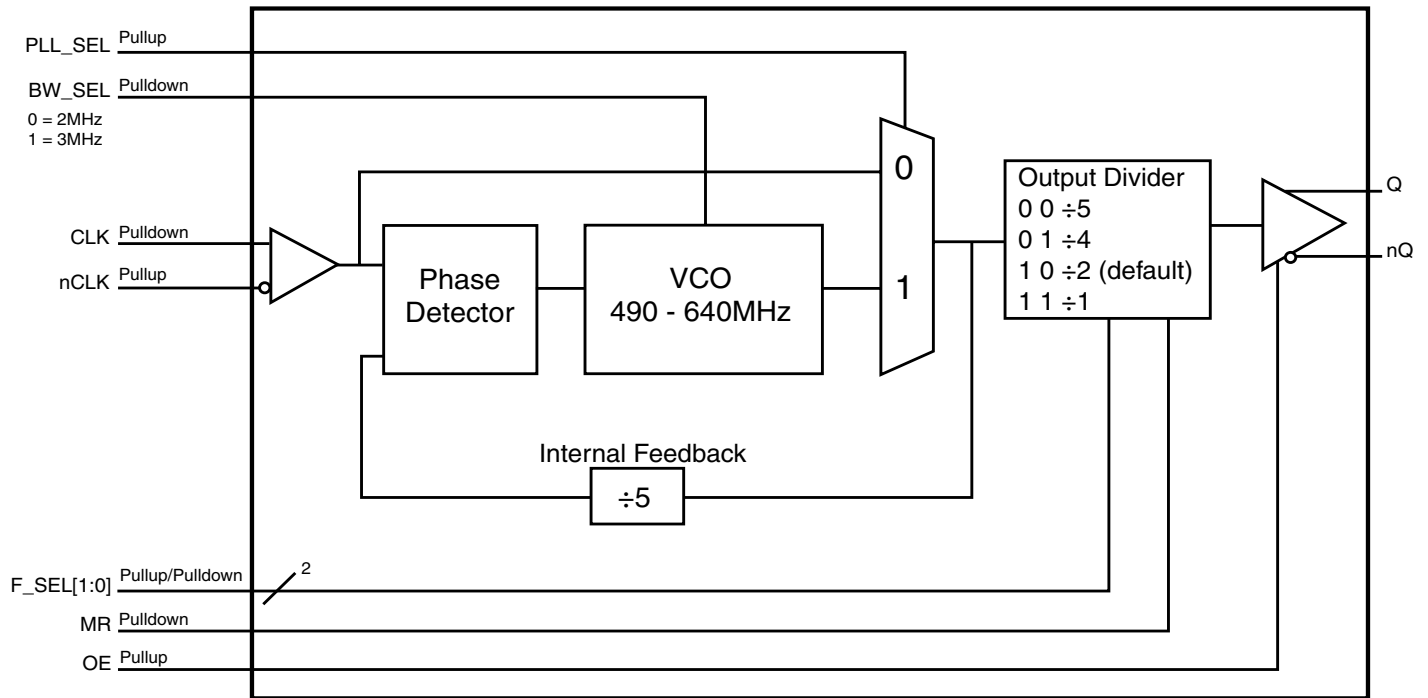 PLL_SEL Pullup
BW_SEL Pulldown
0 = 2MHz
1 = 3MHz
CLK Pulldown
nCLK Pullup
Phase
Detector
VCO
490 - 640MHz
0
1
Output Divider
0 0 ÷5
0 1 ÷4
1 0 ÷2 (default)
1 1 ÷1
Q
nQ
Internal Feedback
÷5
F_SEL[1:0] Pullup/Pulldown 2
MR Pulldown
OE Pullup